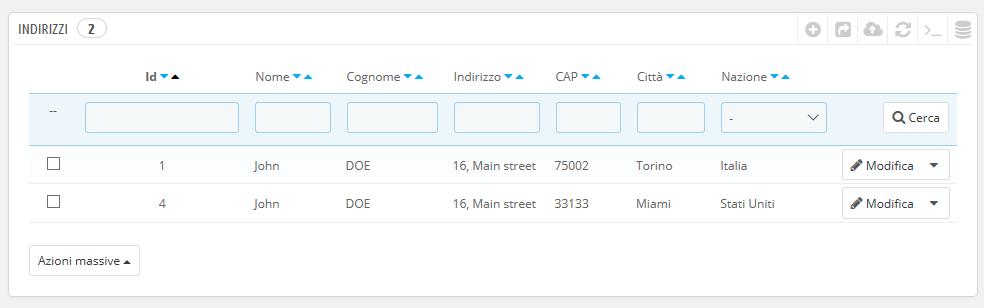 INDIRIZZI 2
Id Nome Cognome Indirizzo CAP Città Nazione
-- - Cerca
1 John DOE 16, Main street 75002 Torino Italia Modifica
4 John DOE 16, Main street 33133 Miami Stati Uniti Modifica
Azioni massive